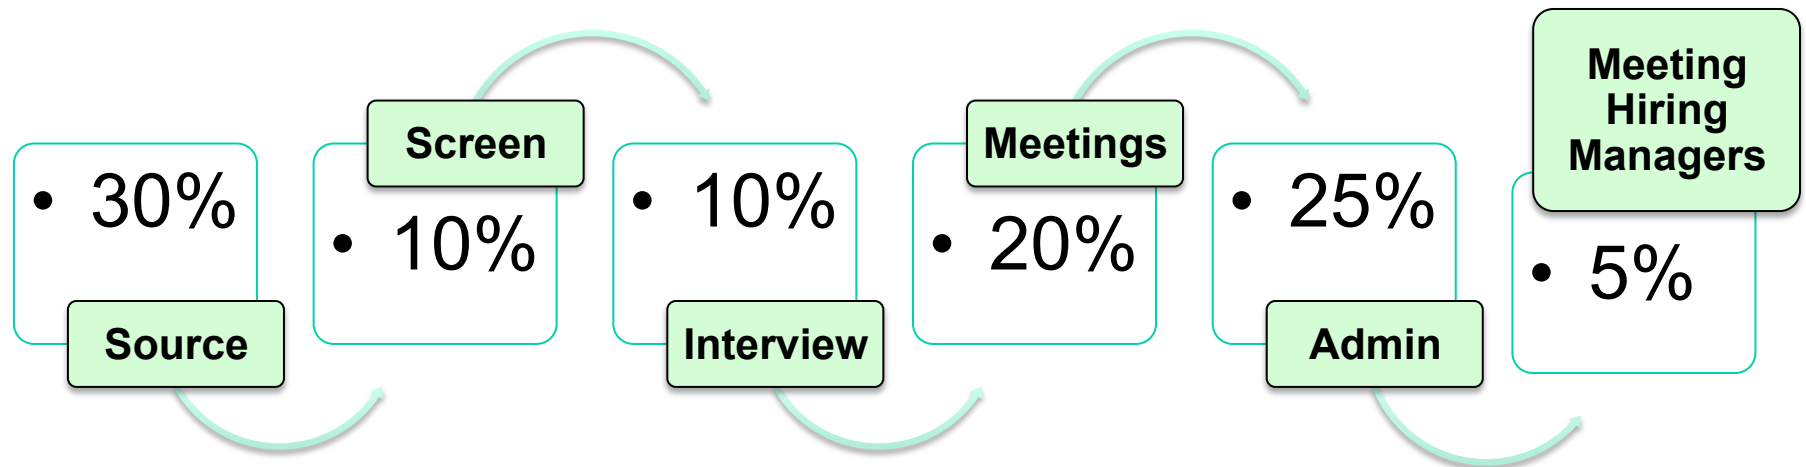 • 30%
Source
Screen
• 10%
• 10%
Interview
Meetings
• 20%
• 25%
Admin
Meeting
Hiring
Managers
• 5%